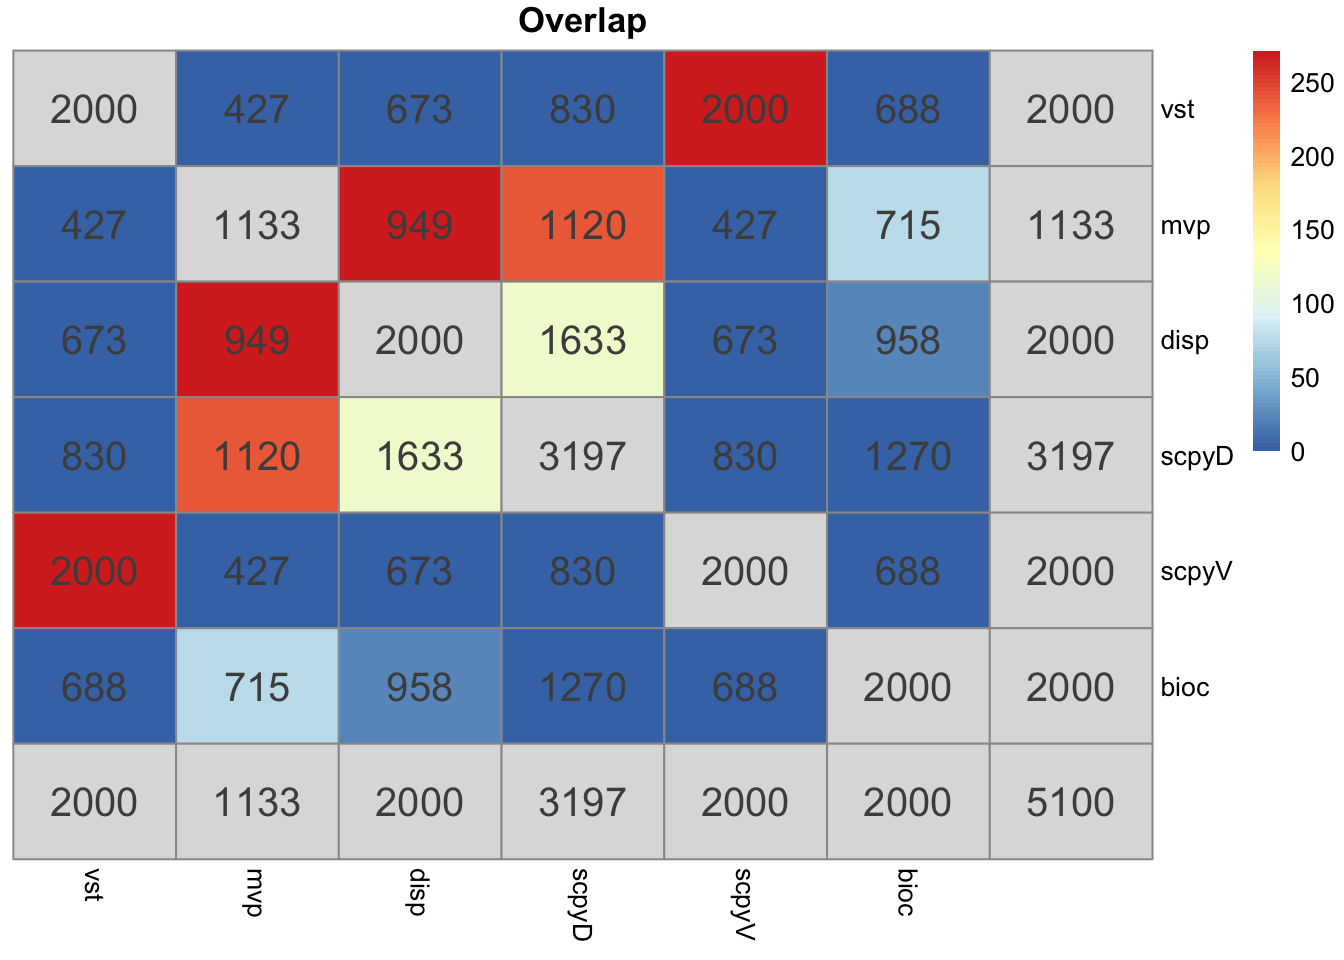 Overlap
2000 427 673 830 2000 688 2000 vst
427 1133 949 1120 427 715 1133 mvp
673 949 2000 1633 673 958 2000 disp
830 1120 1633 3197 830 1270 3197 scpyD
2000 427 673 830 2000 688 2000 scpyV
688 715 958 1270 688 2000 2000 bioc
2000 1133 2000 3197 2000 2000 5100
vst mvp disp scpyD scpyV bioc
250
200
150
100
50
0